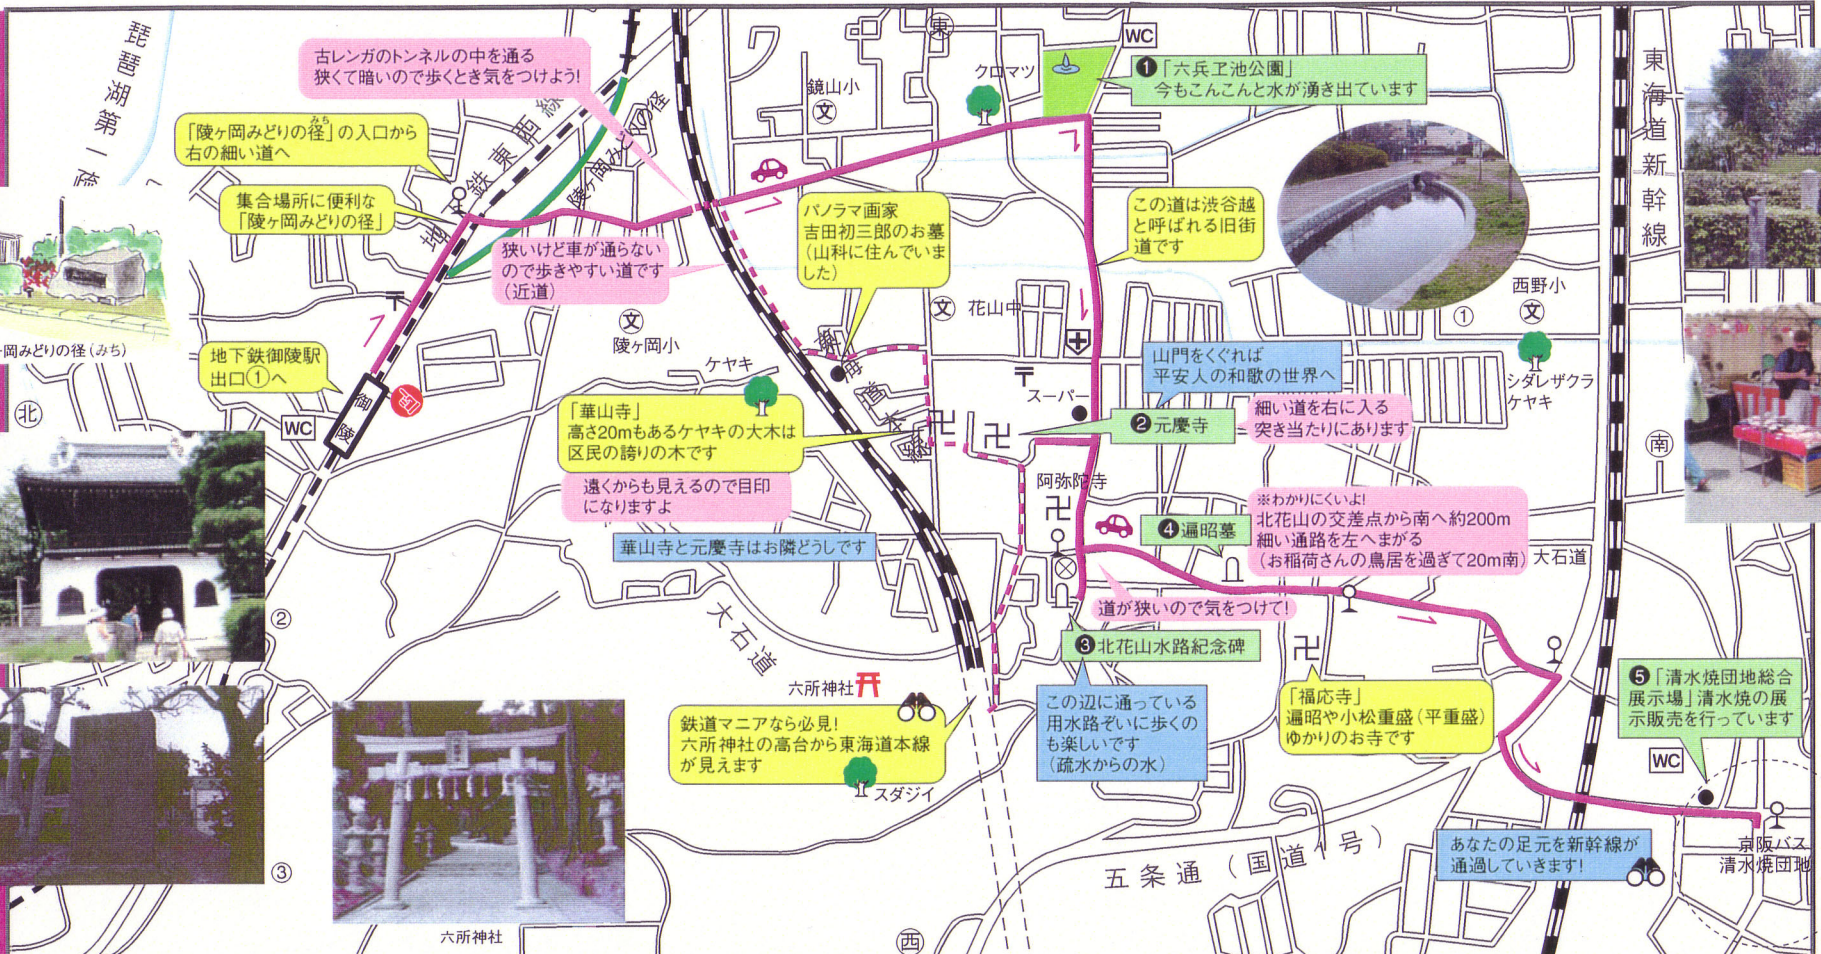 琵琶湖第一疏
古レンガのトンネルの中を通る
狭くて暗いので歩くとき気をつけよう!
「陵ヶ岡みどりの径」の入口から
みち
右の細い道へ
集合場所に便利な
「陵ヶ岡みどりの径」
地下鉄東西線
陵ヶ岡みどりの径
狭いけど車が通らない
ので歩きやすい道です
(近道)
ヶ岡みどりの径(みち)
地下鉄御陵駅
出口①へ
御陵
WC
北
東
鏡山小
文
クロマツ
WC
❶「六兵ヱ池公園」
今もこんこんと水が湧き出ています
東海道新幹線
パノラマ画家
吉田初三郎のお墓
(山科に住んでいま
した)
この道は渋谷越
と呼ばれる旧街
道です
文
陵ヶ岡小
文
花山中
西野小
文
①
シダレザクラ
ケヤキ
ケヤキ
東海道本線
スーパー
山門をくぐれば
平安人の和歌の世界へ
❷元慶寺
細い道を右に入る
突き当たりにあります
南
「華山寺」
高さ20mもあるケヤキの大木は
区民の誇りの木です
遠くからも見えるので目印
になりますよ
華山寺と元慶寺はお隣どうしです
阿弥陀寺
❹遍昭墓
※わかりにくいよ!
北花山の交差点から南へ約200m
細い通路を左へまがる
(お稲荷さんの鳥居を過ぎて20m南)
大石道
道が狭いので気をつけて!
❸北花山水路紀念碑
この辺に通っている
用水路ぞいに歩くの
も楽しいです
(疏水からの水)
②
大石道
六所神社
鉄道マニアなら必見!
六所神社の高台から東海道本線
が見えます
スダジイ
「福応寺」
遍昭や小松重盛(平重盛)
ゆかりのお寺です
❺「清水焼団地総合
展示場」清水焼の展
示販売を行っています
WC
あなたの足元を新幹線が
通過していきます!
京阪バス
清水焼団地
五条通(国道1号)
③
六所神社
西